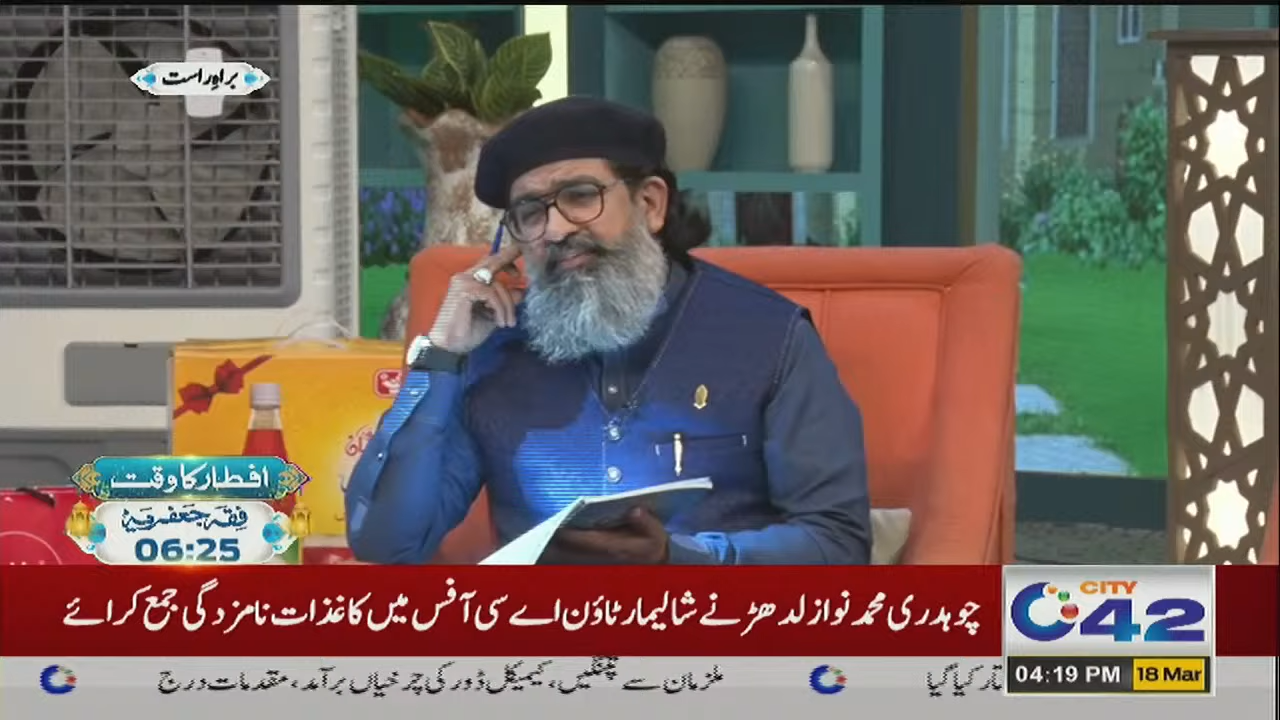 براہِ راست
افطار کا وقت
فقہ جعفریہ
06:25
چوہدری محمد نواز لدھڑ نے شالیمار ٹاؤن اے سی آفس میں کاغذات نامزدگی جمع کرائے
CITY
42
04:19 PM 18 Mar
تار کیا گیا
ملزمان سے پتنگیں، کیمیکل ڈور کی چرخیاں برآمد، مقدمات درج